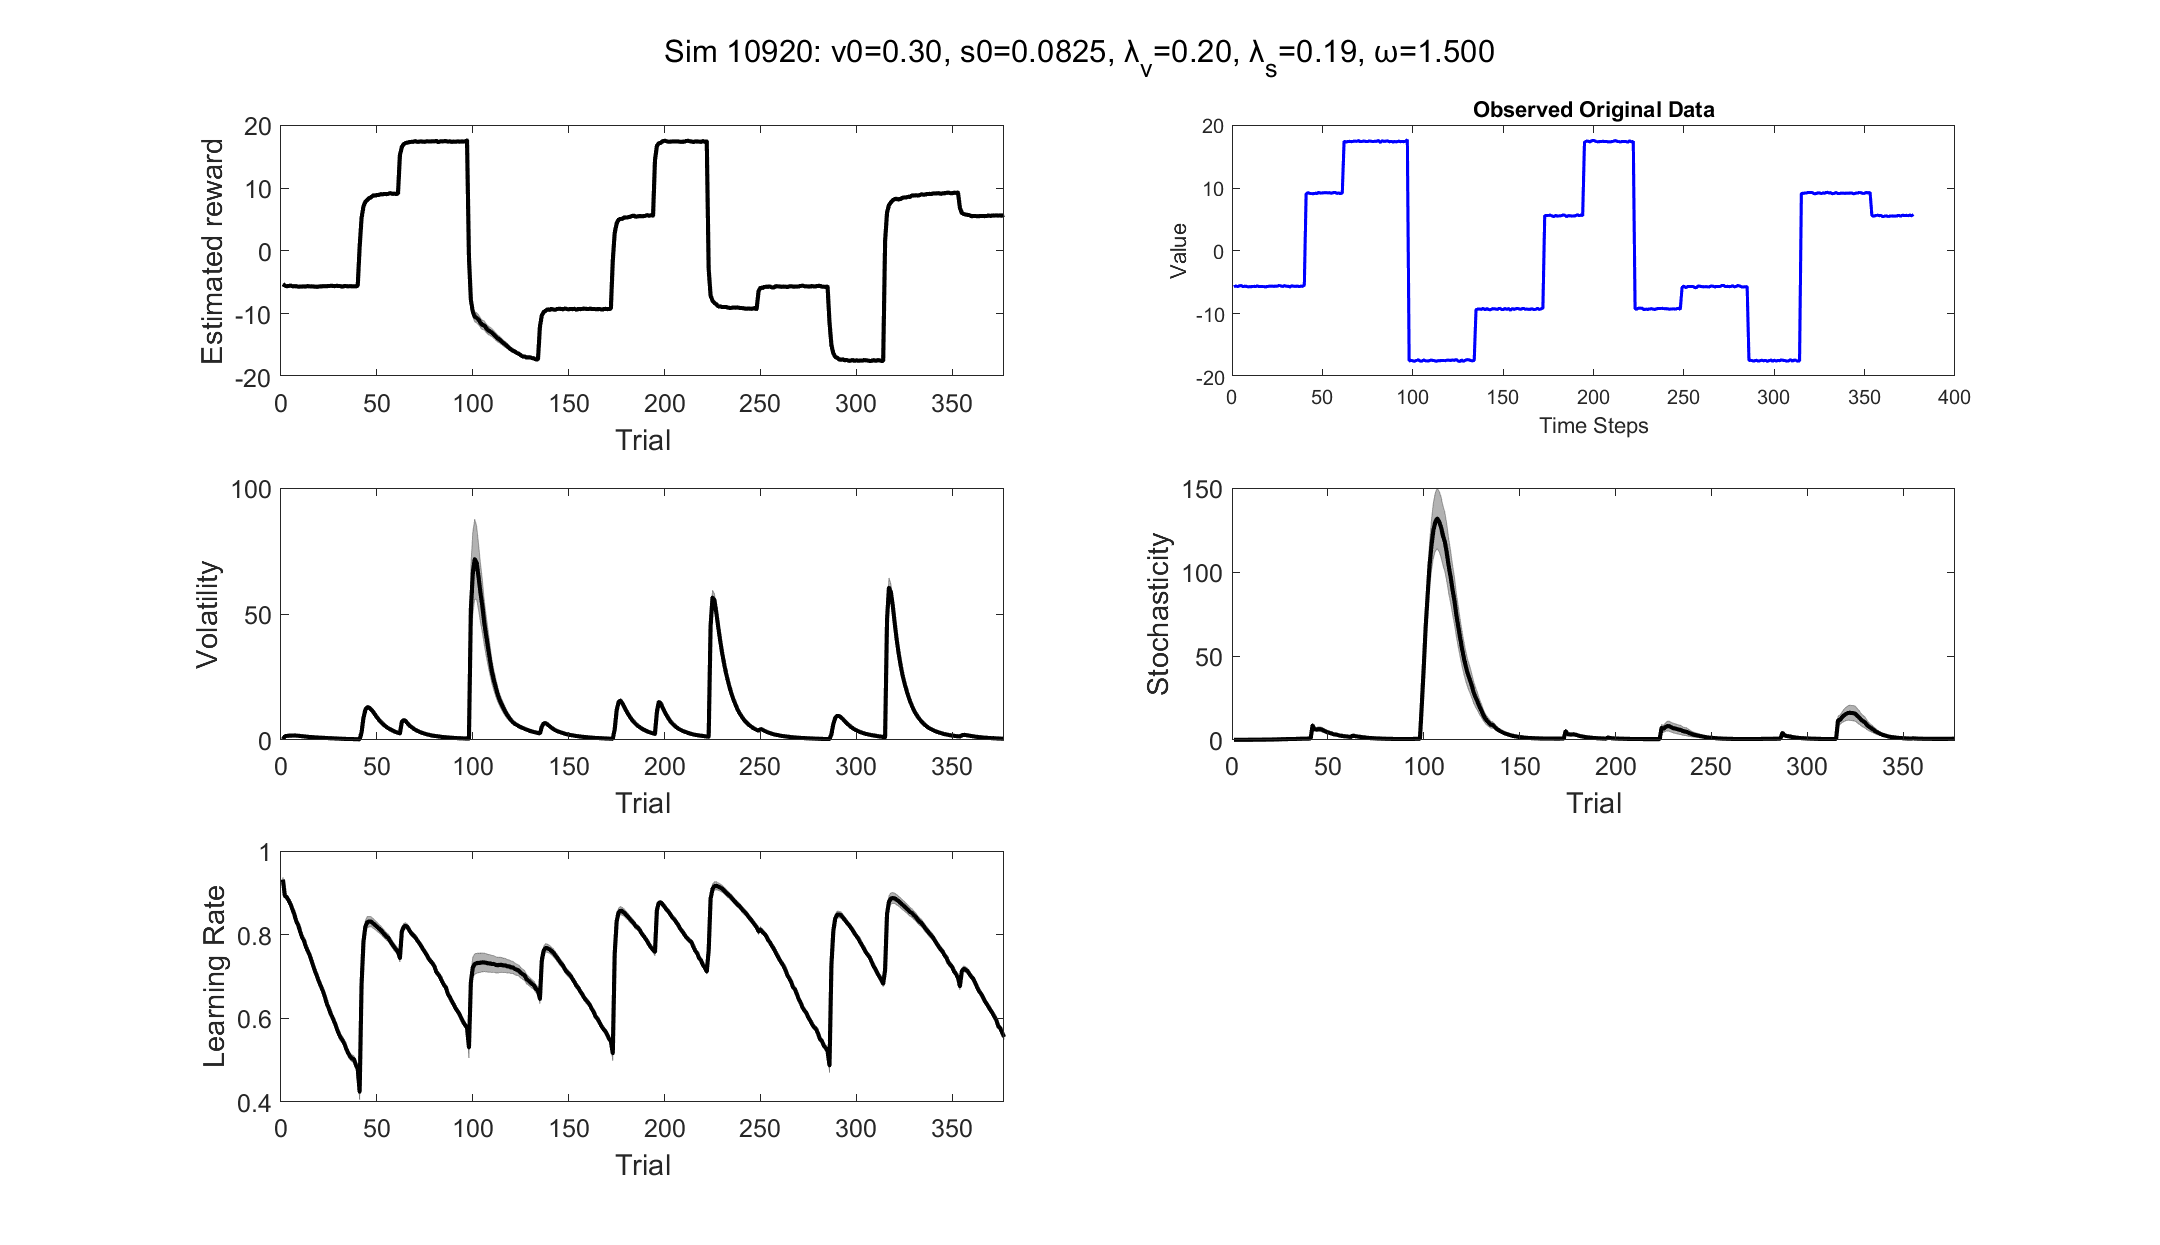 Sim 10920: v0=0.30, s0=0.0825, λ_v=0.20, λ_s=0.19, ω=1.500
Estimated reward
20
10
0
-10
-20
0 50 100 150 200 250 300 350
Trial
Observed Original Data
Value
20
10
0
-10
-20
0 50 100 150 200 250 300 350 400
Time Steps
Volatility
100
50
0
0 50 100 150 200 250 300 350
Trial
Stochasticity
150
100
50
0
0 50 100 150 200 250 300 350
Trial
Learning Rate
1
0.8
0.6
0.4
0 50 100 150 200 250 300 350
Trial